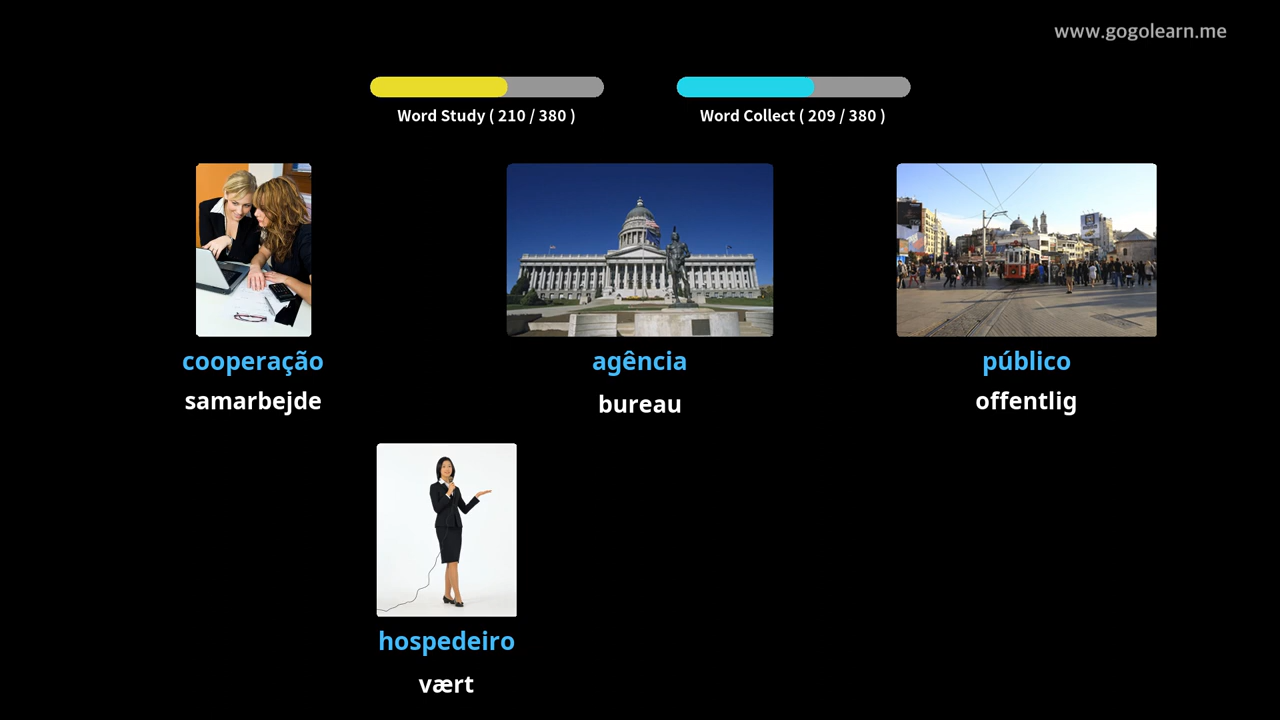 www.gogolearn.me
Word Study ( 210 / 380 )
Word Collect ( 209 / 380 )
cooperação
samarbejde
agência
bureau
público
offentlig
hospedeiro
vært